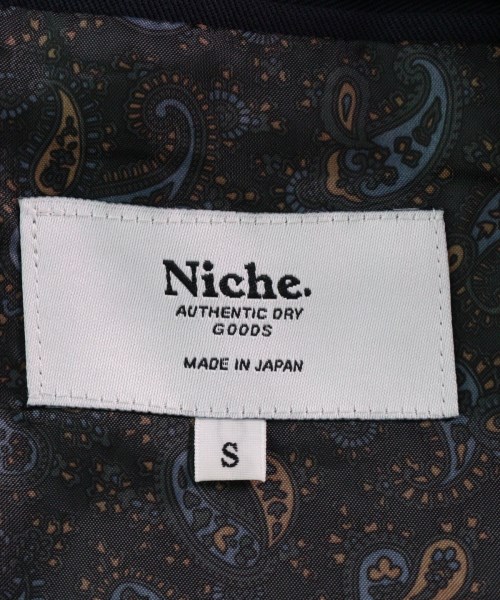 Niche.
AUTHENTIC DRY
GOODS
MADE IN JAPAN
S